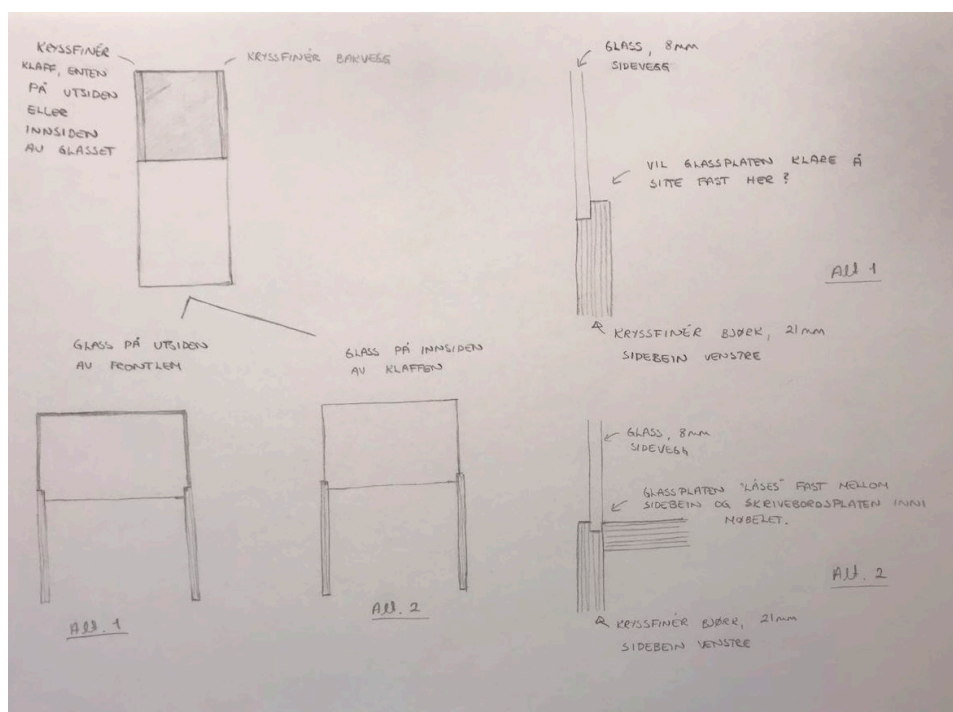 KRYSSFINÉR
KLAFF, ENTEN
PÅ UTSIDEN
ELLER
INNSIDEN
AV GLASSET
KRYSSFINÉR BAKVEGG
GLASS PÅ UTSIDEN
AV FRONTLEM
GLASS PÅ INNSIDEN
AV KLAFFEN
Alt. 1
Alt. 2
GLASS, 8mm
SIDEVEGG
VIL GLASSPLATEN KLARE Å
SITTE FAST HER?
Alt 1
KRYSSFINÉR BJØRK, 21mm
SIDEBEIN VENSTRE
GLASS, 8mm
SIDEVEGG
GLASSPLATEN "LÅSES" FAST MELLOM
SIDEBEIN OG SKRIVEBORDSPLATEN INNI
MØBELET.
Alt. 2
KRYSSFINÉR BJØRK, 21mm
SIDEBEIN VENSTRE